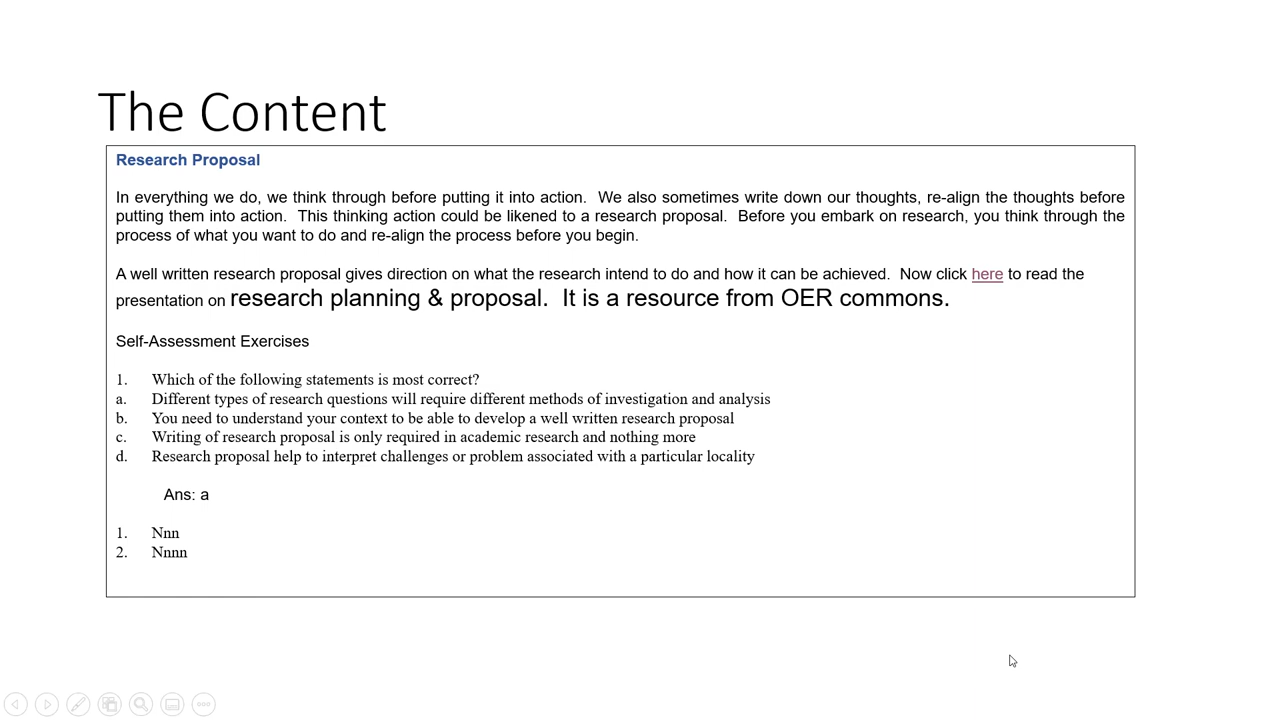 The Content
Research Proposal
In everything we do, we think through before putting it into action.  We also sometimes write down our thoughts, re-align the thoughts before
putting them into action.  This thinking action could be likened to a research proposal.  Before you embark on research, you think through the
process of what you want to do and re-align the process before you begin.
A well written research proposal gives direction on what the research intend to do and how it can be achieved.  Now click here to read the
presentation on research planning & proposal.  It is a resource from OER commons.
Self-Assessment Exercises
1. Which of the following statements is most correct?
a. Different types of research questions will require different methods of investigation and analysis
b. You need to understand your context to be able to develop a well written research proposal
c. Writing of research proposal is only required in academic research and nothing more
d. Research proposal help to interpret challenges or problem associated with a particular locality
Ans: a
1. Nnn
2. Nnnn